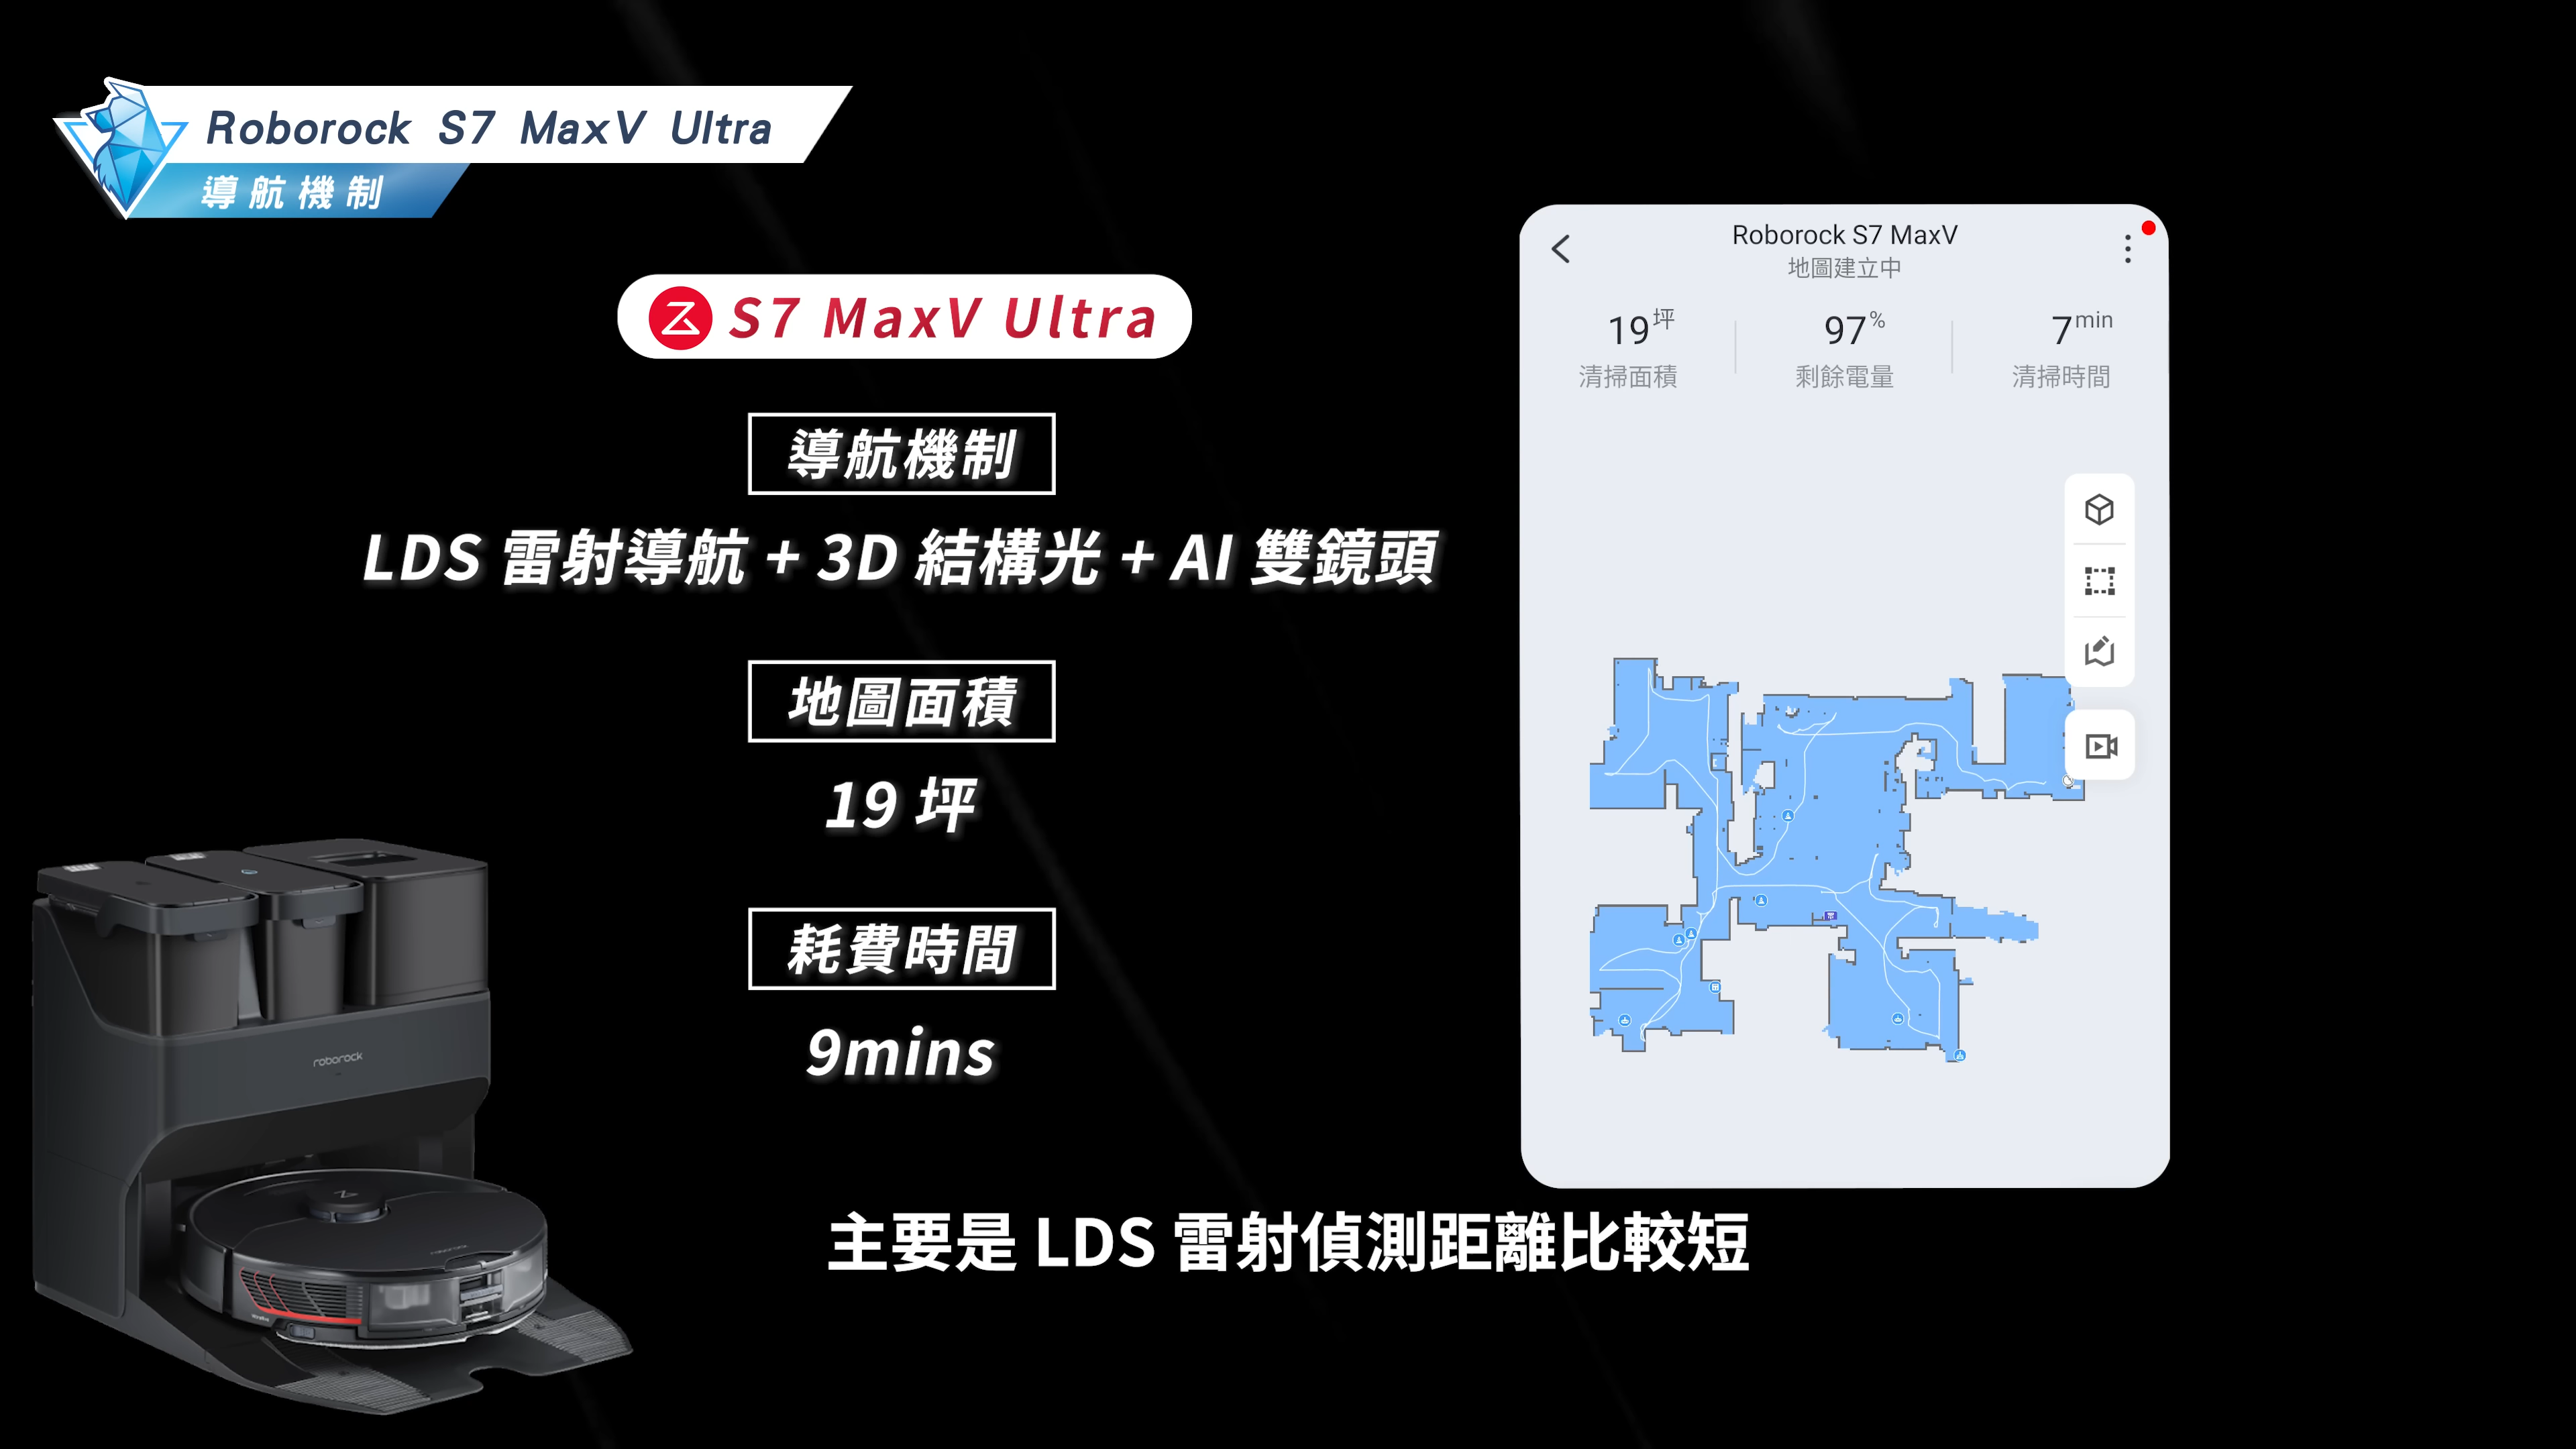 Roborock S7 MaxV Ultra
導航機制
S7 MaxV Ultra
導航機制
LDS 雷射導航 + 3D 結構光 + AI 雙鏡頭
地圖面積
19 坪
耗費時間
9mins
Roborock S7 MaxV
地圖建立中
19坪 97% 7min
清掃面積 剩餘電量 清掃時間
roborock
主要是 LDS 雷射偵測距離比較短